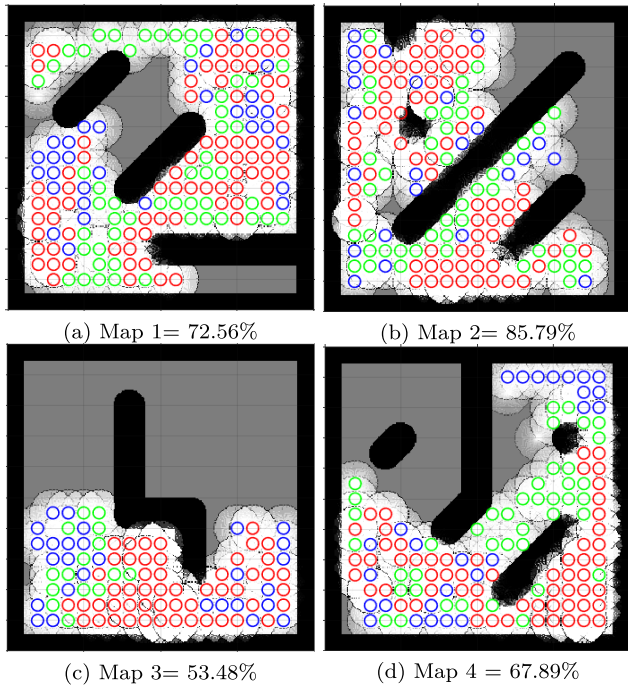 (a) Map 1= 72.56%
(b) Map 2= 85.79%
(c) Map 3= 53.48%
(d) Map 4 = 67.89%